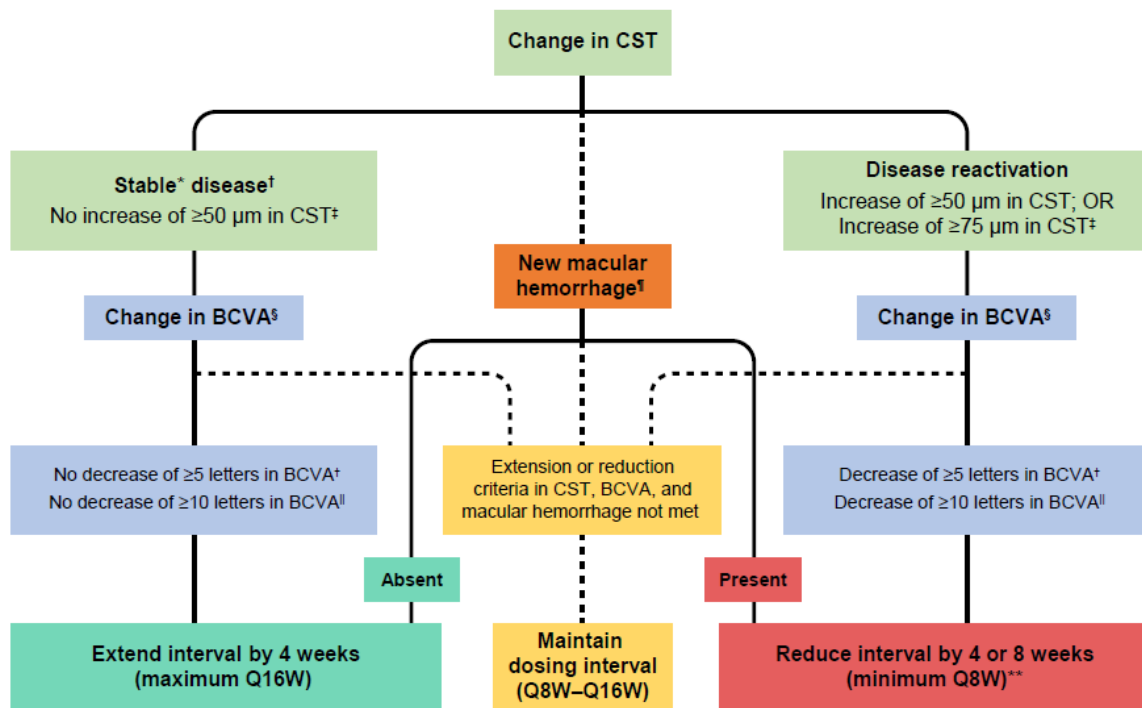 Change in CST
Stable* disease†
No increase of ≥50 µm in CST‡
Disease reactivation
Increase of ≥50 µm in CST; OR
Increase of ≥75 µm in CST‡
New macular
hemorrhage¶
Change in BCVA§
Change in BCVA§
No decrease of ≥5 letters in BCVA†
No decrease of ≥10 letters in BCVA||
Extension or reduction
criteria in CST, BCVA, and
macular hemorrhage not met
Decrease of ≥5 letters in BCVA†
Decrease of ≥10 letters in BCVA||
Absent
Present
Extend interval by 4 weeks
(maximum Q16W)
Maintain
dosing interval
(Q8W–Q16W)
Reduce interval by 4 or 8 weeks
(minimum Q8W)**